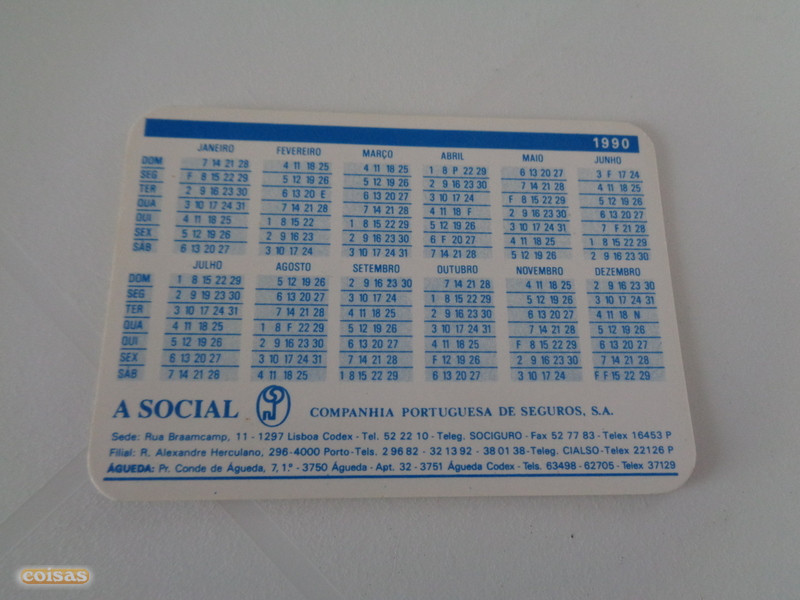 1990
JANEIRO FEVEREIRO MARÇO ABRIL MAIO JUNHO
DOM 7 14 21 28 4 11 18 25 4 11 18 25 1 8 P 22 29 6 13 20 27 3 F 17 24
SEG F 8 15 22 29 5 12 19 26 5 12 19 26 2 9 16 23 30 7 14 21 28 4 11 18 25
TER 2 9 16 23 30 6 13 20 E 6 13 20 27 3 10 17 24 F 8 15 22 29 5 12 19 26
QUA 3 10 17 24 31 7 14 21 28 7 14 21 28 4 11 18 F 2 9 16 23 30 6 13 20 27
QUI 4 11 18 25 1 8 15 22 1 8 15 22 29 5 12 19 26 3 10 17 24 31 7 F 21 28
SEX 5 12 19 26 2 9 16 23 2 9 16 23 30 6 F 20 27 4 11 18 25 1 8 15 22 29
SÁB 6 13 20 27 3 10 17 24 3 10 17 24 31 7 14 21 28 5 12 19 26 2 9 16 23 30
JULHO AGOSTO SETEMBRO OUTUBRO NOVEMBRO DEZEMBRO
DOM 1 8 15 22 29 5 12 19 26 2 9 16 23 30 7 14 21 28 4 11 18 25 2 9 16 23 30
SEG 2 9 16 23 30 6 13 20 27 3 10 17 24 1 8 15 22 29 5 12 19 26 3 10 17 24 31
TER 3 10 17 24 31 7 14 21 28 4 11 18 25 2 9 16 23 30 6 13 20 27 4 11 18 N
QUA 4 11 18 25 1 8 F 22 29 5 12 19 26 3 10 17 24 31 7 14 21 28 5 12 19 26
QUI 5 12 19 26 2 9 16 23 30 6 13 20 27 4 11 18 25 F 8 15 22 29 6 13 20 27
SEX 6 13 20 27 3 10 17 24 31 7 14 21 28 F 12 19 26 2 9 16 23 30 7 14 21 28
SÁB 7 14 21 28 4 11 18 25 1 8 15 22 29 6 13 20 27 3 10 17 24 F F 15 22 29
A SOCIAL COMPANHIA PORTUGUESA DE SEGUROS, S.A.
Sede: Rua Braamcamp, 11 - 1297 Lisboa Codex - Tel. 52 22 10 - Teleg. SOCIGURO - Fax 52 77 83 - Telex 16453 P
Filial: R. Alexandre Herculano, 296-4000 Porto-Tels. 2 96 82 - 32 13 92 - 38 01 38-Teleg. CIALSO-Telex 22126 P
ÁGUEDA: Pr. Conde de Águeda, 7, 1.º - 3750 Águeda - Apt. 32 - 3751 Águeda Codex - Tels. 63498 - 62705 - Telex 37129
coisas